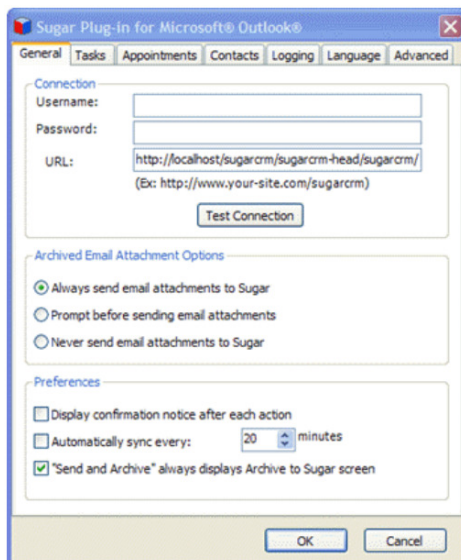 Sugar Plug-in for Microsoft® Outlook®
General Tasks Appointments Contacts Logging Language Advanced
Connection
Username:
Password:
URL: http://localhost/sugarcrm/sugarcrm-head/sugarcrm/
(Ex: http://www.your-site.com/sugarcrm)
Test Connection
Archived Email Attachment Options
Always send email attachments to Sugar
Prompt before sending email attachments
Never send email attachments to Sugar
Preferences
Display confirmation notice after each action
Automatically sync every: 20 minutes
"Send and Archive" always displays Archive to Sugar screen
OK Cancel